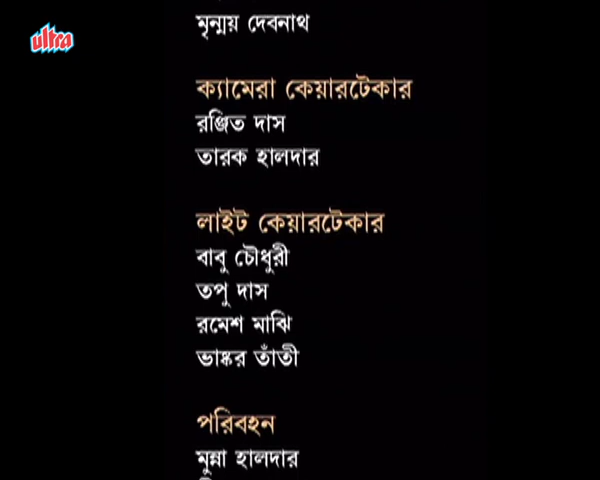 ultra
মৃন্ময় দেবনাথ
ক্যামেরা কেয়ারটেকার
রঞ্জিত দাস
তারক হালদার
লাইট কেয়ারটেকার
বাবু চৌধুরী
তপু দাস
রমেশ মাঝি
ভাষ্কর তাঁতী
পরিবহন
মুন্না হালদার